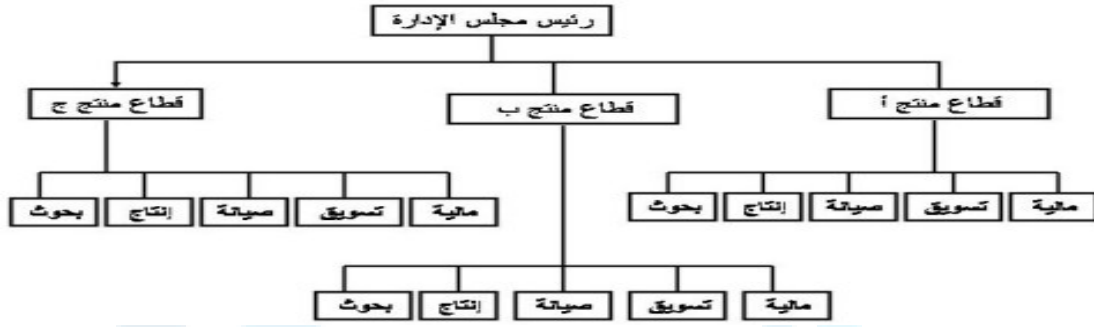 رئيس مجلس الإدارة
قطاع منتج أ
قطاع منتج ب
قطاع منتج ج
مالية تسويق صيانة إنتاج بحوث
مالية تسويق صيانة إنتاج بحوث
مالية تسويق صيانة إنتاج بحوث